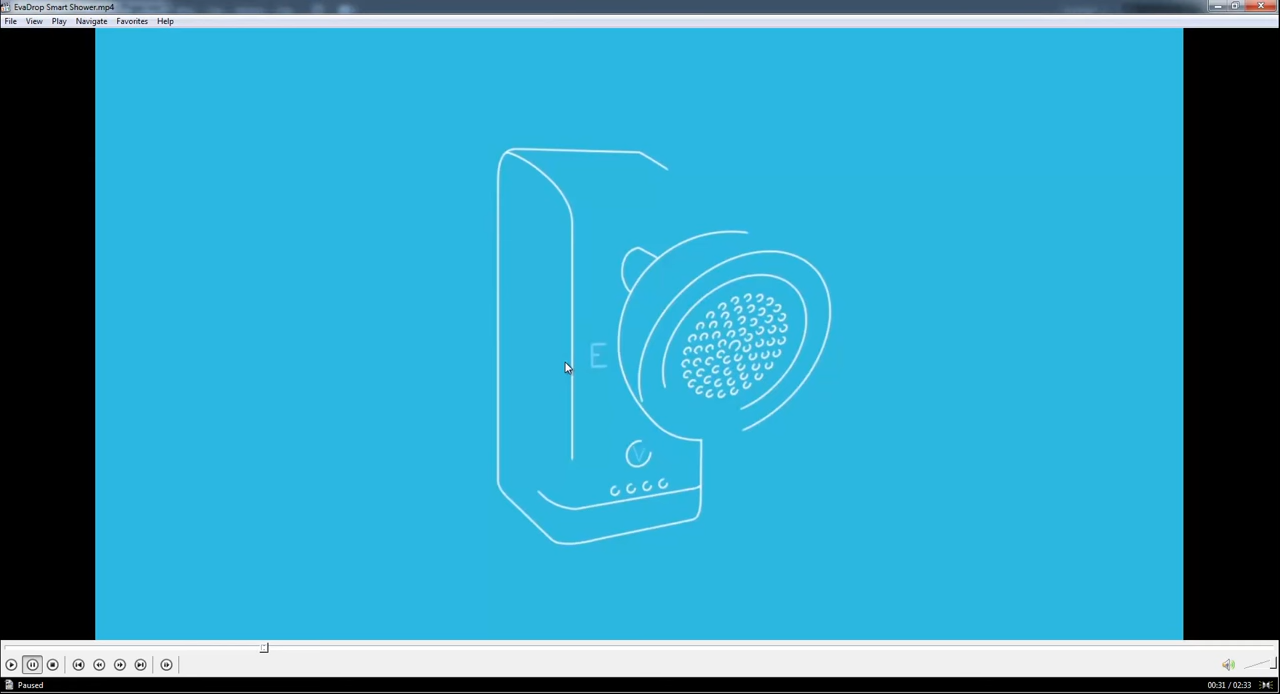 EvaDrop Smart Shower.mp4
File View Play Navigate Favorites Help
E
V
Paused
00:31 / 02:33